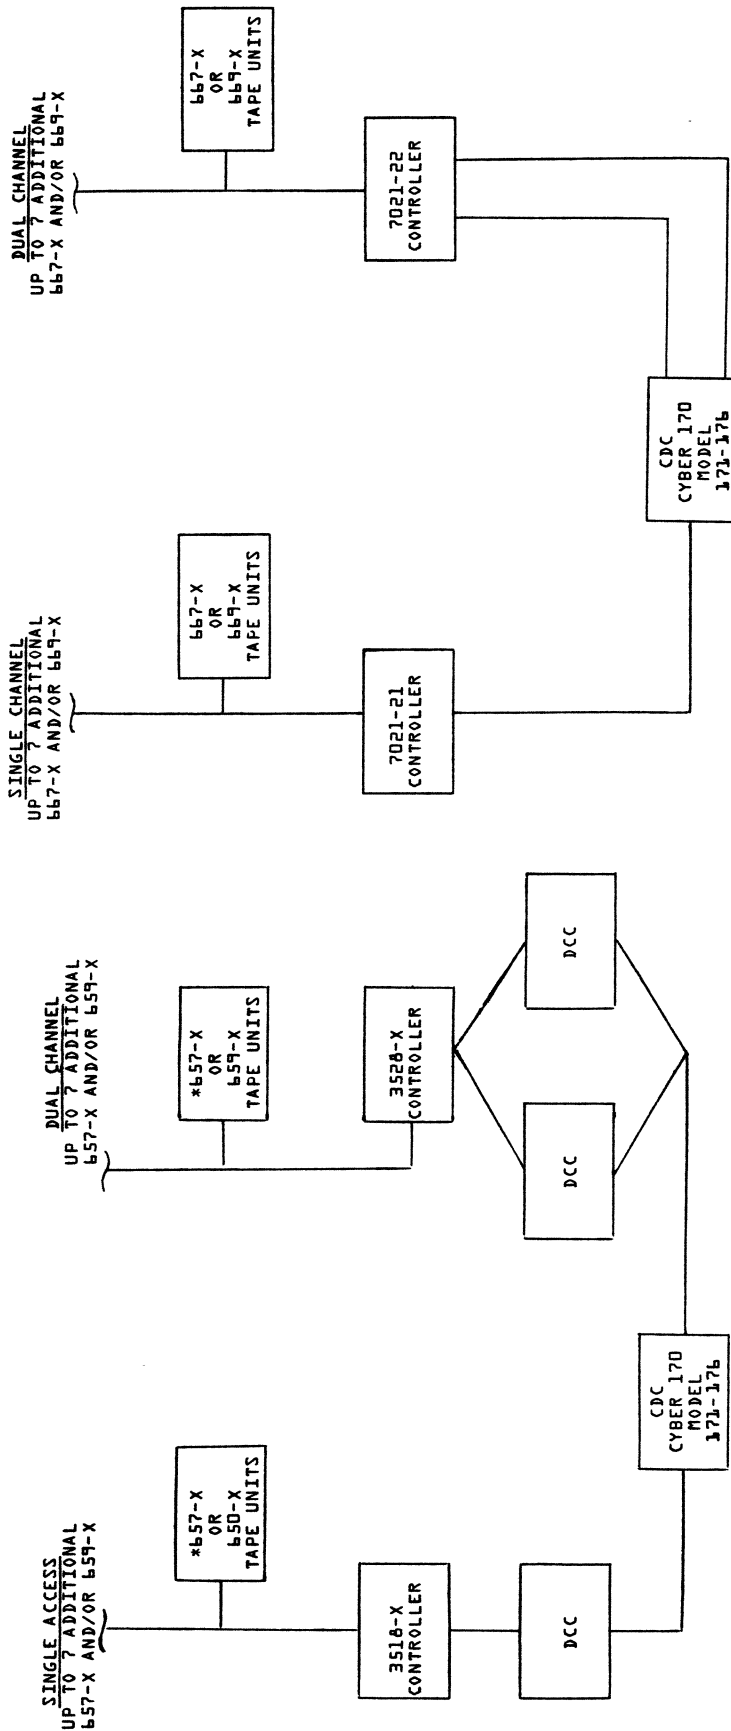 SINGLE ACCESS
UP TO 7 ADDITIONAL
657-X AND/OR 659-X
*657-X
OR
650-X
TAPE UNITS
3518-X
CONTROLLER
DCC
CDC
CYBER 170
MODEL
171-176
DUAL CHANNEL
UP TO 7 ADDITIONAL
657-X AND/OR 659-X
*657-X
OR
659-X
TAPE UNITS
3528-X
CONTROLLER
DCC
DCC
SINGLE CHANNEL
UP TO 7 ADDITIONAL
667-X AND/OR 669-X
667-X
OR
669-X
TAPE UNITS
7021-21
CONTROLLER
CDC
CYBER 170
MODEL
171-176
DUAL CHANNEL
UP TO 7 ADDITIONAL
667-X AND/OR 669-X
667-X
OR
669-X
TAPE UNITS
7021-22
CONTROLLER